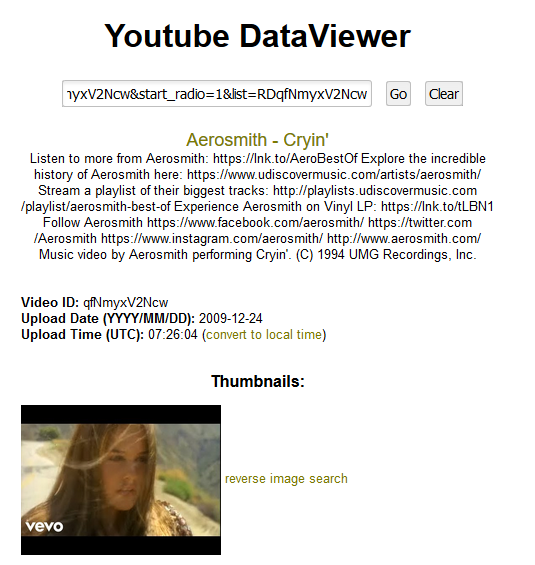 Youtube DataViewer
nyxV2Ncw&start_radio=1&list=RDqfNmyxV2Ncw Go Clear
Aerosmith - Cryin'
Listen to more from Aerosmith: https://lnk.to/AeroBestOf Explore the incredible
history of Aerosmith here: https://www.udiscovermusic.com/artists/aerosmith/
Stream a playlist of their biggest tracks: http://playlists.udiscovermusic.com
/playlist/aerosmith-best-of Experience Aerosmith on Vinyl LP: https://lnk.to/tLBN1
Follow Aerosmith https://www.facebook.com/aerosmith/ https://twitter.com
/Aerosmith https://www.instagram.com/aerosmith/ http://www.aerosmith.com/
Music video by Aerosmith performing Cryin'. (C) 1994 UMG Recordings, Inc.
Video ID: qfNmyxV2Ncw
Upload Date (YYYY/MM/DD): 2009-12-24
Upload Time (UTC): 07:26:04 (convert to local time)
Thumbnails:
reverse image search
vevo